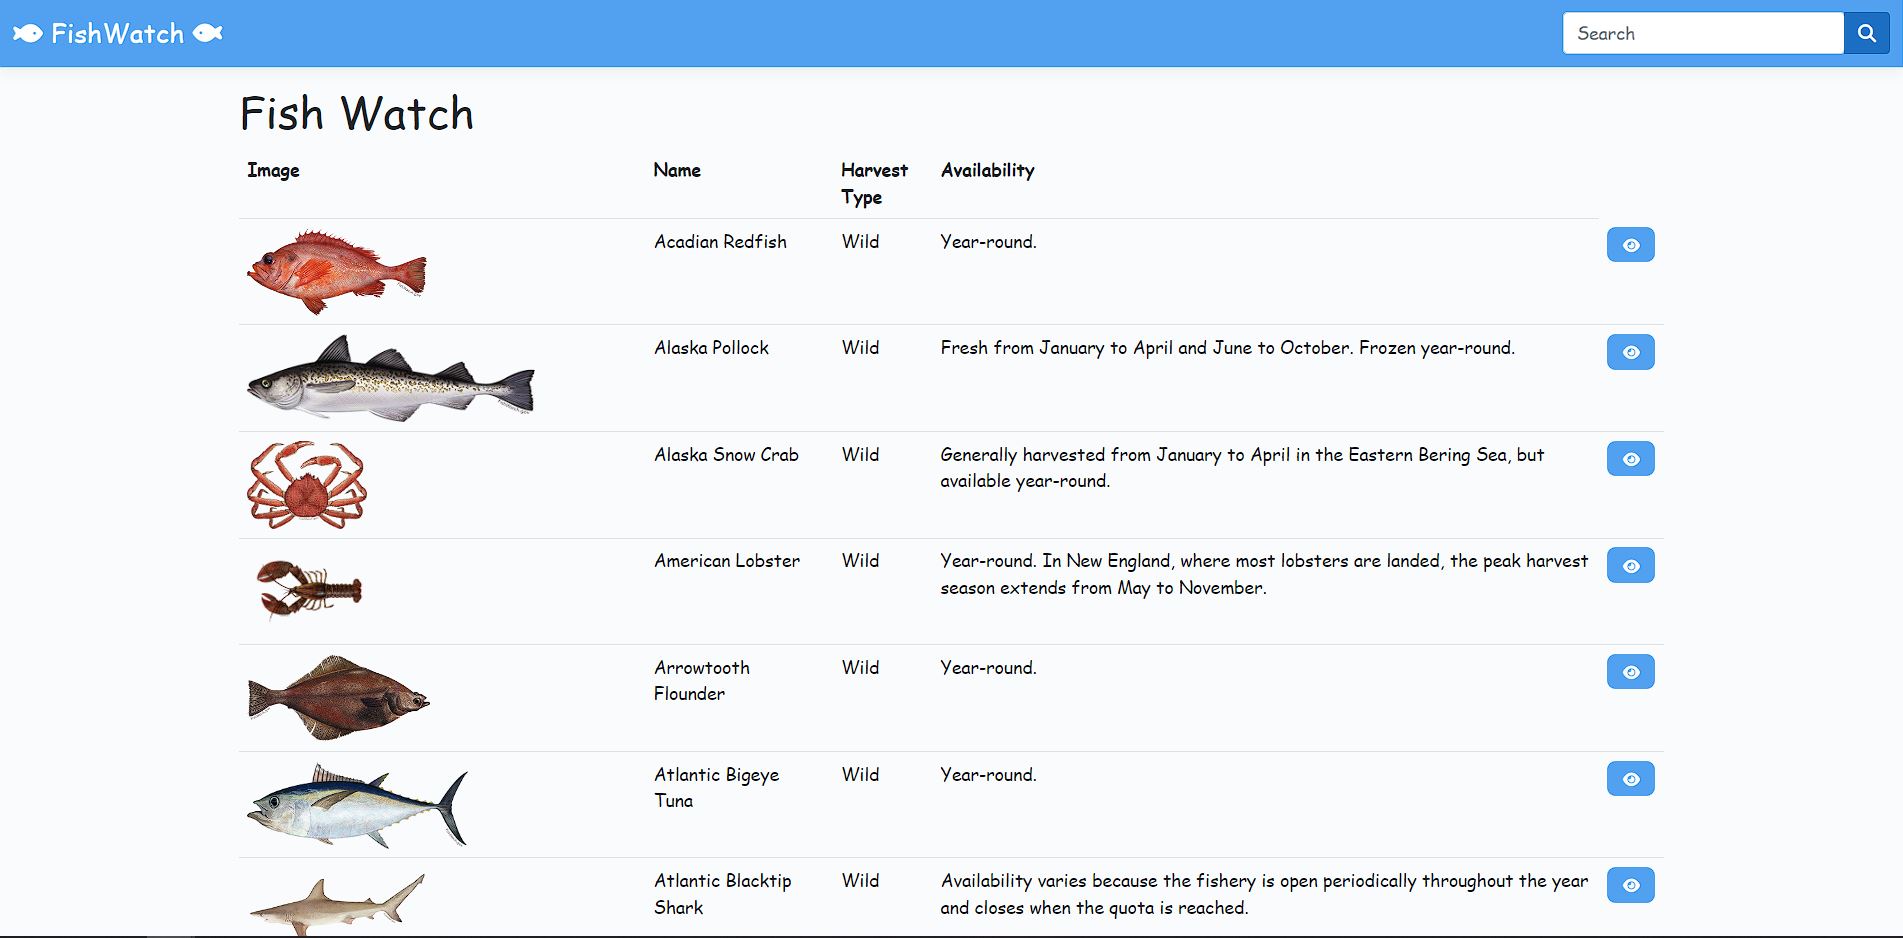 FishWatch
Search
Fish Watch
Image Name Harvest Availability
Type
Acadian Redfish Wild Year-round.
Alaska Pollock Wild Fresh from January to April and June to October. Frozen year-round.
Alaska Snow Crab Wild Generally harvested from January to April in the Eastern Bering Sea, but
available year-round.
American Lobster Wild Year-round. In New England, where most lobsters are landed, the peak harvest
season extends from May to November.
Arrowtooth Wild Year-round.
Flounder
Atlantic Bigeye Wild Year-round.
Tuna
Atlantic Blacktip Wild Availability varies because the fishery is open periodically throughout the year
Shark and closes when the quota is reached.